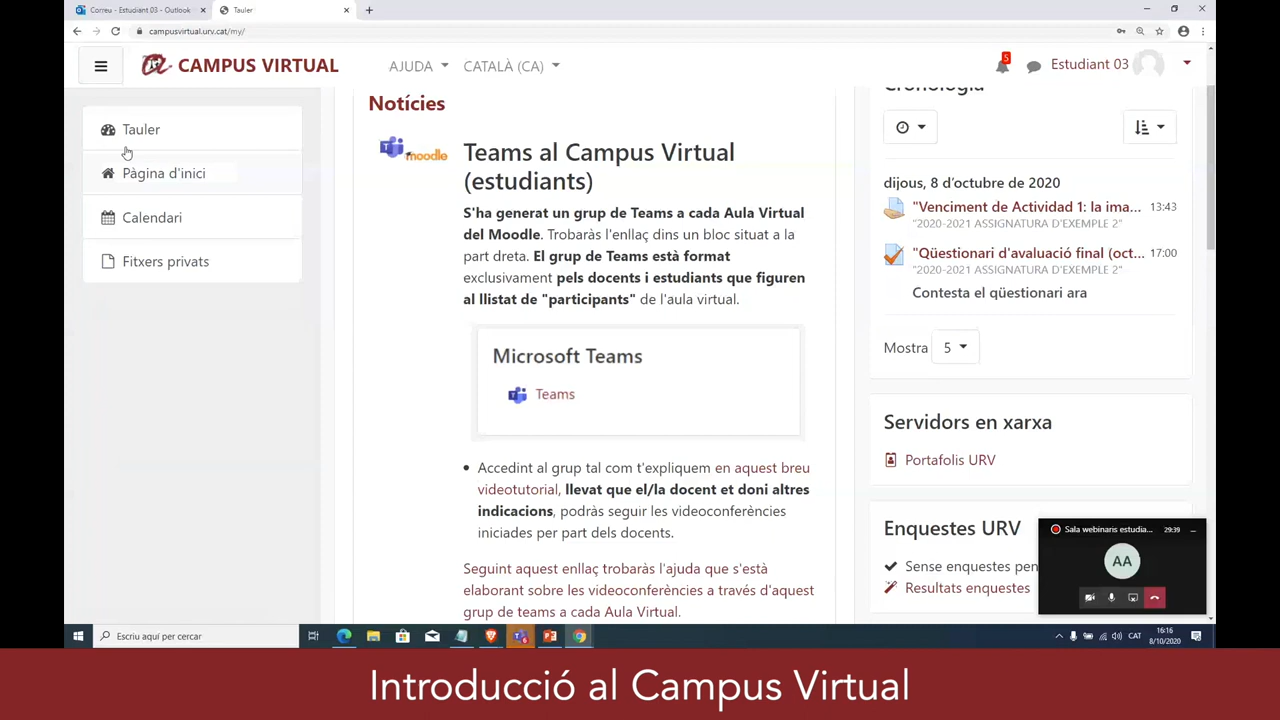 Correu - Estudiant 03 - Outlook
Tauler
campusvirtual.urv.cat/my/
CAMPUS VIRTUAL
AJUDA
CATALÀ (CA)
5
Estudiant 03
Tauler
Pàgina d'inici
Calendari
Fitxers privats
Notícies
moodle
Teams al Campus Virtual
(estudiants)
S'ha generat un grup de Teams a cada Aula Virtual
del Moodle. Trobaràs l'enllaç dins un bloc situat a la
part dreta. El grup de Teams està format
exclusivament pels docents i estudiants que figuren
al llistat de "participants" de l'aula virtual.
Microsoft Teams
Teams
Accedint al grup tal com t'expliquem en aquest breu
videotutorial, llevat que el/la docent et doni altres
indicacions, podràs seguir les videoconferències
iniciades per part dels docents.
Seguint aquest enllaç trobaràs l'ajuda que s'està
elaborant sobre les videoconferències a través d'aquest
grup de teams a cada Aula Virtual.
Cronologia
dijous, 8 d'octubre de 2020
"Venciment de Actividad 1: la ima... 13:43
"2020-2021 ASSIGNATURA D'EXEMPLE 2"
"Qüestionari d'avaluació final (oct... 17:00
"2020-2021 ASSIGNATURA D'EXEMPLE 2"
Contesta el qüestionari ara
Mostra 5
Servidors en xarxa
Portafolis URV
Enquestes URV
Sense enquestes pen
Resultats enquestes
Sala webinaris estudia... 29:39
AA
Escriu aquí per cercar
CAT
16:16
8/10/2020
Introducció al Campus Virtual